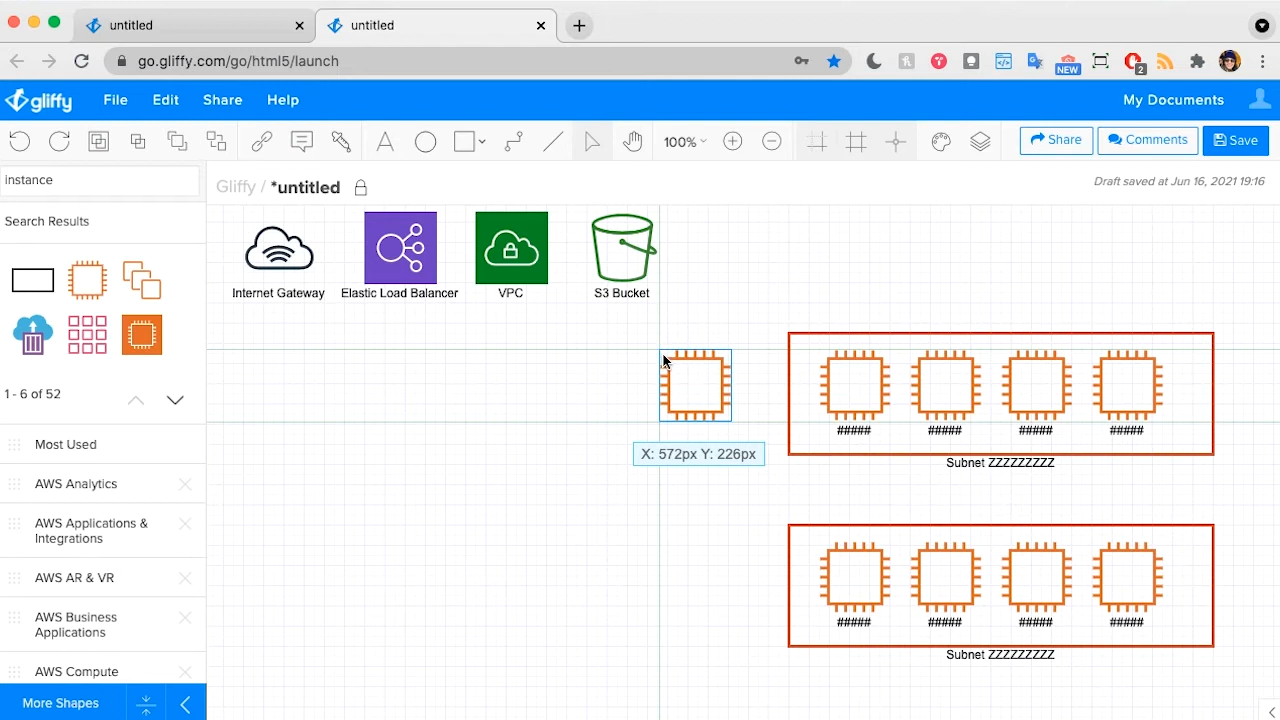 untitled
untitled
go.gliffy.com/go/html5/launch
NEW
2
gliffy
File
Edit
Share
Help
My Documents
100%
Share
Comments
Save
instance
Gliffy / *untitled
Draft saved at Jun 16, 2021 19:16
Search Results
Internet Gateway
Elastic Load Balancer
VPC
S3 Bucket
1 - 6 of 52
#####
#####
#####
#####
X: 572px Y: 226px
Subnet ZZZZZZZZZ
Most Used
AWS Analytics
AWS Applications &
Integrations
AWS AR & VR
AWS Business
Applications
#####
#####
#####
#####
Subnet ZZZZZZZZZ
AWS Compute
More Shapes